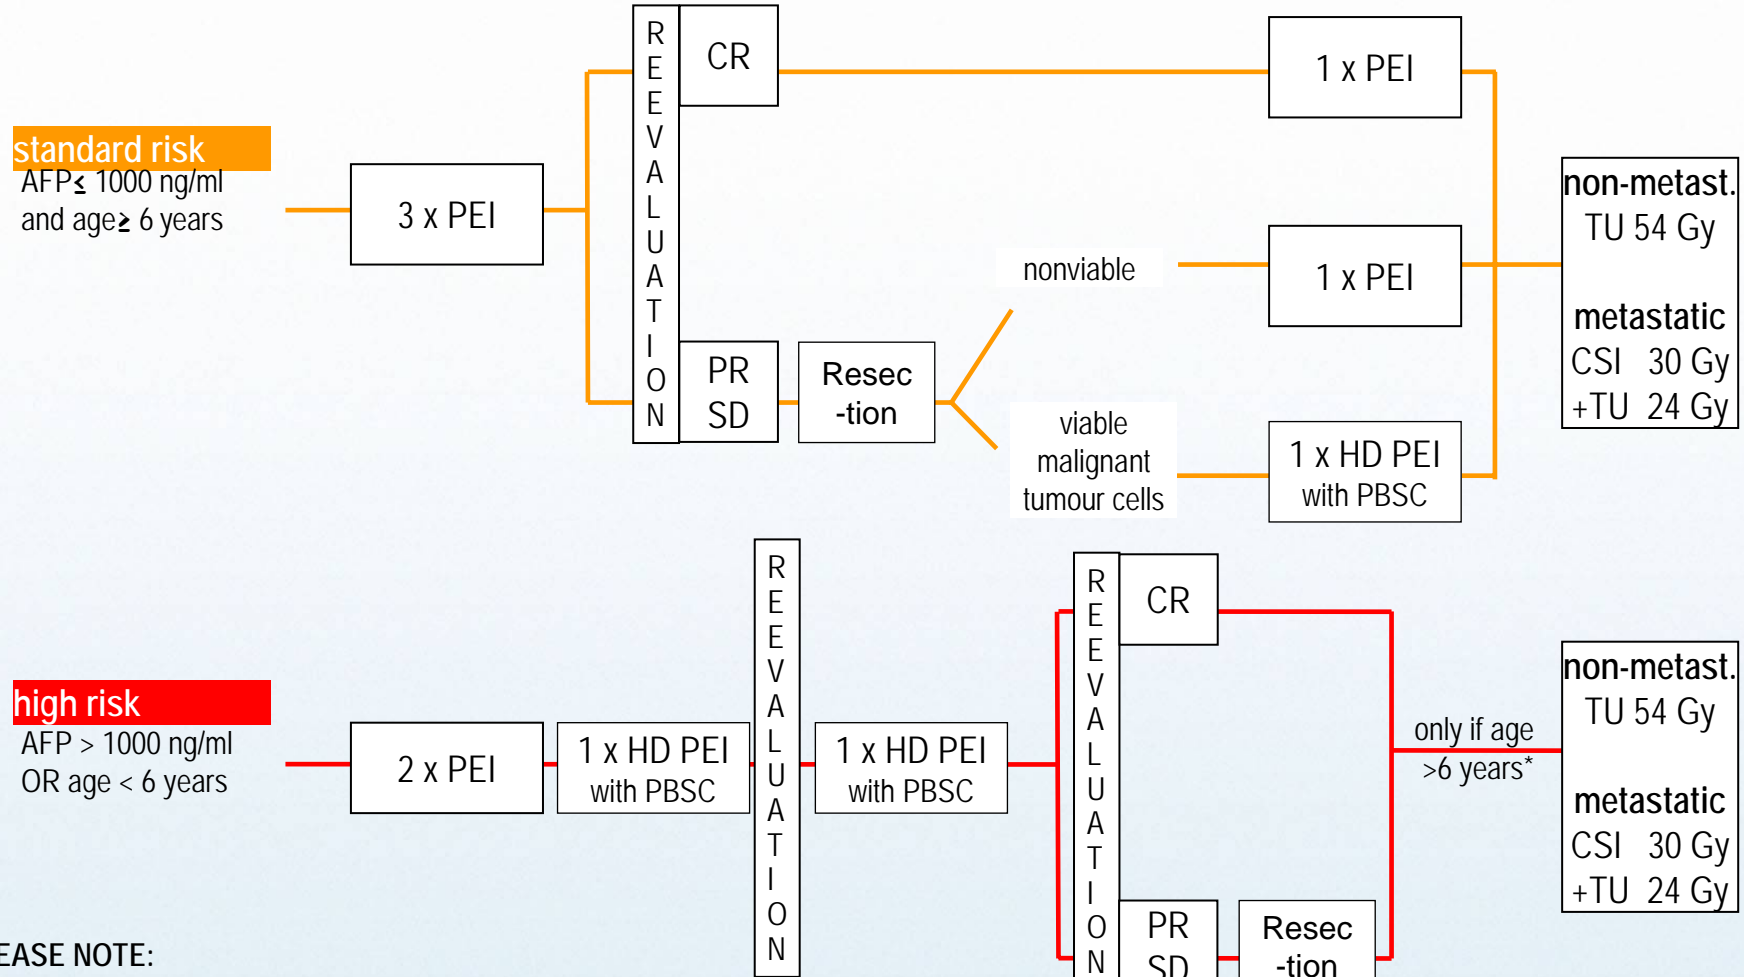 standard risk
AFP≤ 1000 ng/ml
and age≥ 6 years
3 x PEI
REEVALUATION
CR
PR
SD
Resec
-tion
nonviable
viable
malignant
tumour cells
1 x PEI
1 x PEI
1 x HD PEI
with PBSC
non-metast.
TU 54 Gy
metastatic
CSI 30 Gy
+TU 24 Gy
high risk
AFP > 1000 ng/ml
OR age < 6 years
2 x PEI
1 x HD PEI
with PBSC
REEVALUATION
1 x HD PEI
with PBSC
REEVALUATION
CR
PR
SD
Resec
-tion
only if age
>6 years*
non-metast.
TU 54 Gy
metastatic
CSI 30 Gy
+TU 24 Gy
EASE NOTE: